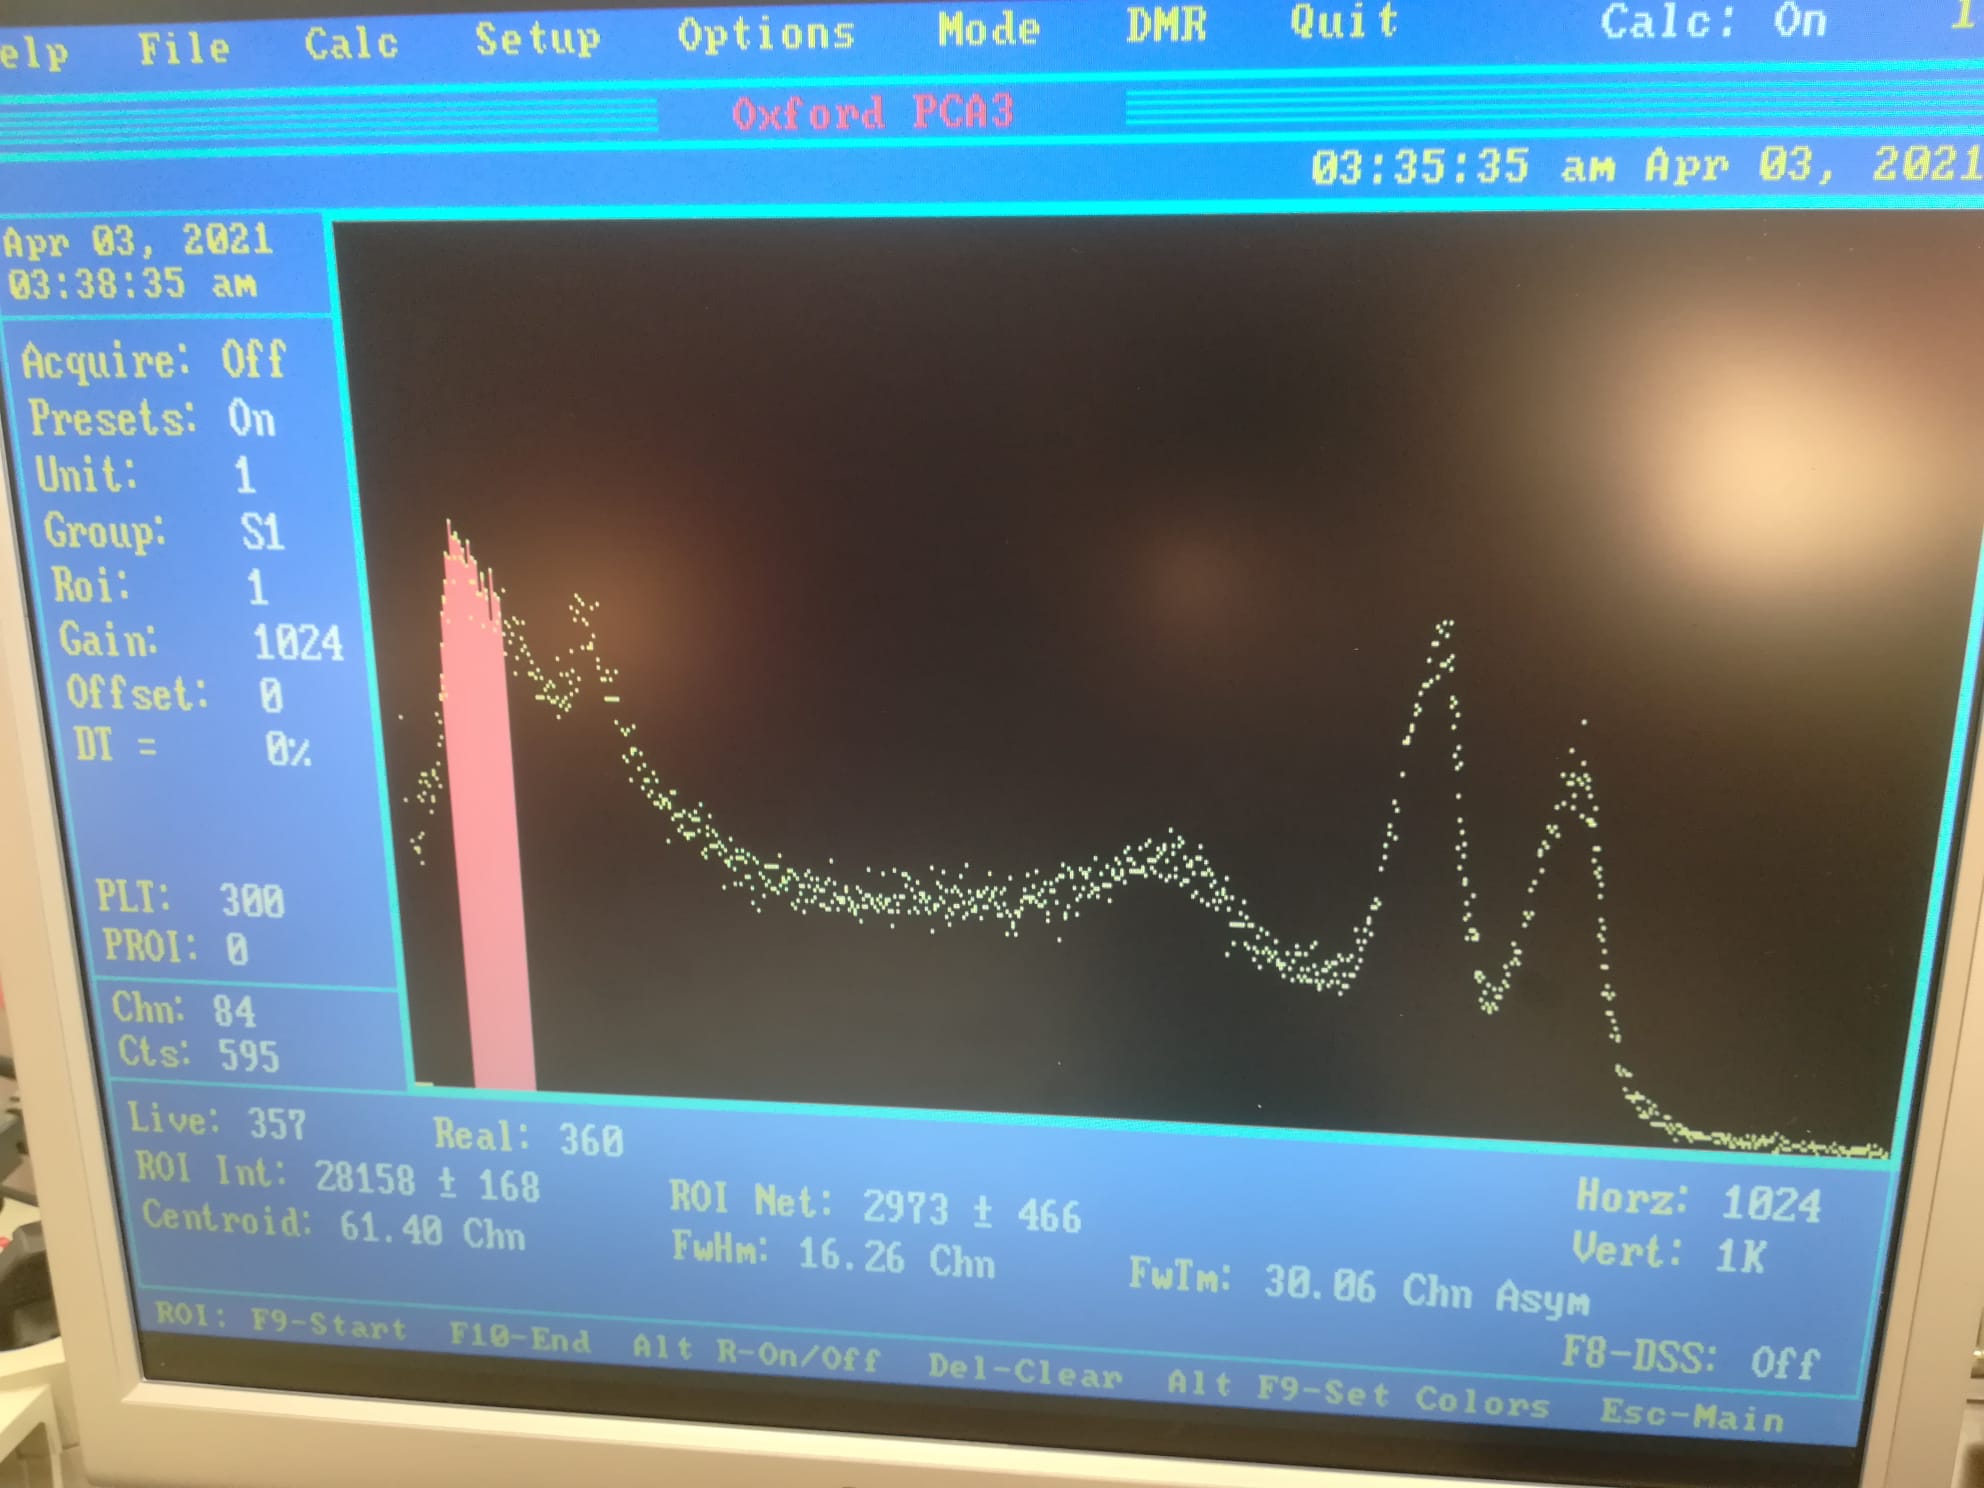 elp File Calc Setup Options Mode DMR Quit Calc: On 1
Oxford PCA3
03:35:35 am Apr 03, 2021
Apr 03, 2021
03:38:35 am
Acquire: Off
Presets: On
Unit: 1
Group: S1
Roi: 1
Gain: 1024
Offset: 0
DT = 0%
PLT: 300
PROI: 0
Chn: 84
Cts: 595
Live: 357 Real: 360
ROI Int: 28158 ± 168 ROI Net: 2973 ± 466 Horz: 1024
Centroid: 61.40 Chn FwHm: 16.26 Chn FwTm: 30.06 Chn Asym Vert: 1K
ROI: F9-Start F10-End Alt R-On/Off Del-Clear Alt F9-Set Colors Esc-Main
F8-DSS: Off